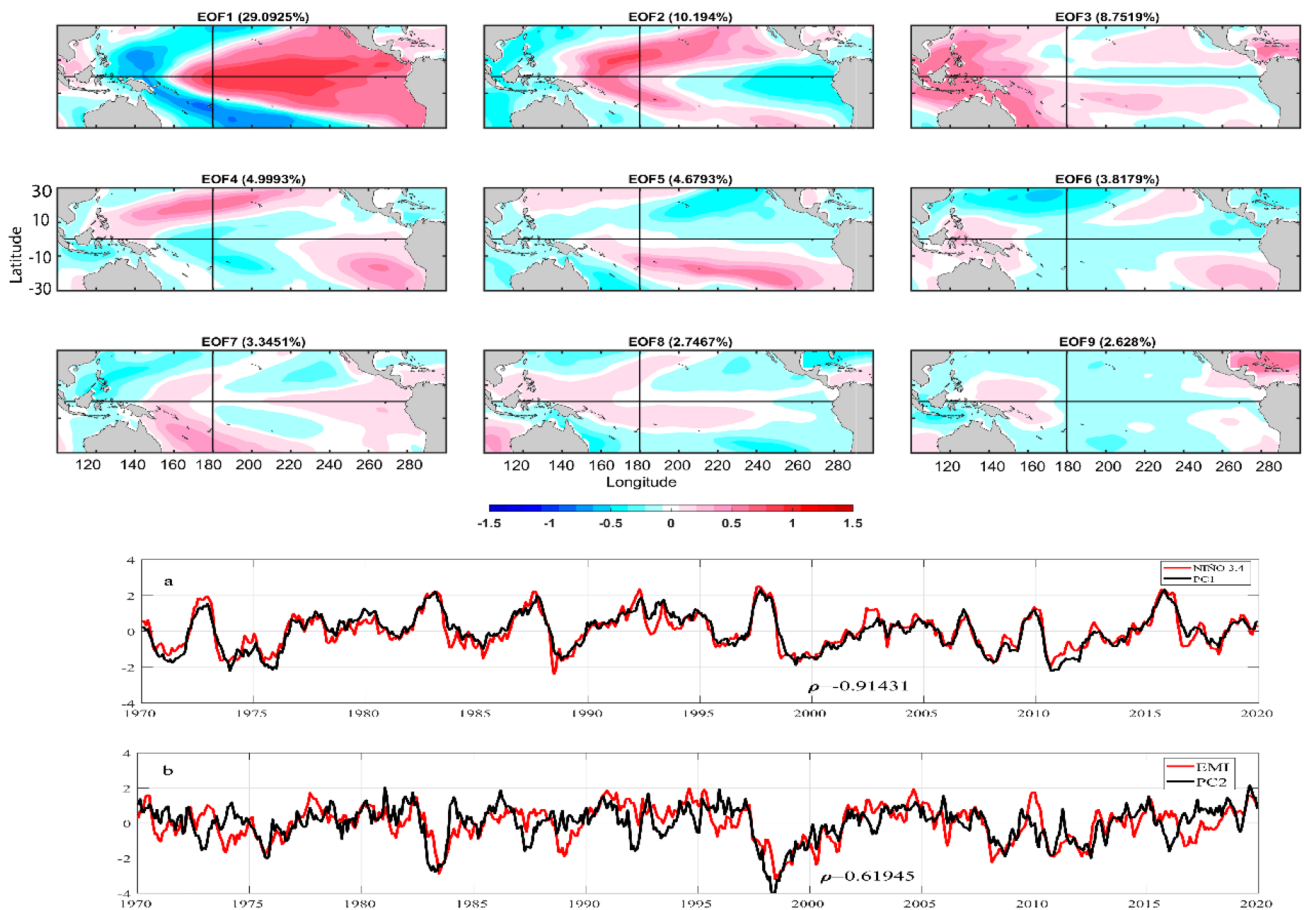 EOF1 (29.0925%) EOF2 (10.194%) EOF3 (8.7519%)
EOF4 (4.9993%) EOF5 (4.6793%) EOF6 (3.8179%)
30
10
-10
-30
Latitude
EOF7 (3.3451%) EOF8 (2.7467%) EOF9 (2.628%)
120 140 160 180 200 220 240 260 280 120 140 160 180 200 220 240 260 280 120 140 160 180 200 220 240 260 280
Longitude
-1.5 -1 -0.5 0 0.5 1 1.5
4
2
0
-2
-4
a
NIÑO 3.4
PC1
ρ=0.91431
1970 1975 1980 1985 1990 1995 2000 2005 2010 2015 2020
4
2
0
-2
-4
b
EMI
PC2
ρ=0.61945
1970 1975 1980 1985 1990 1995 2000 2005 2010 2015 2020